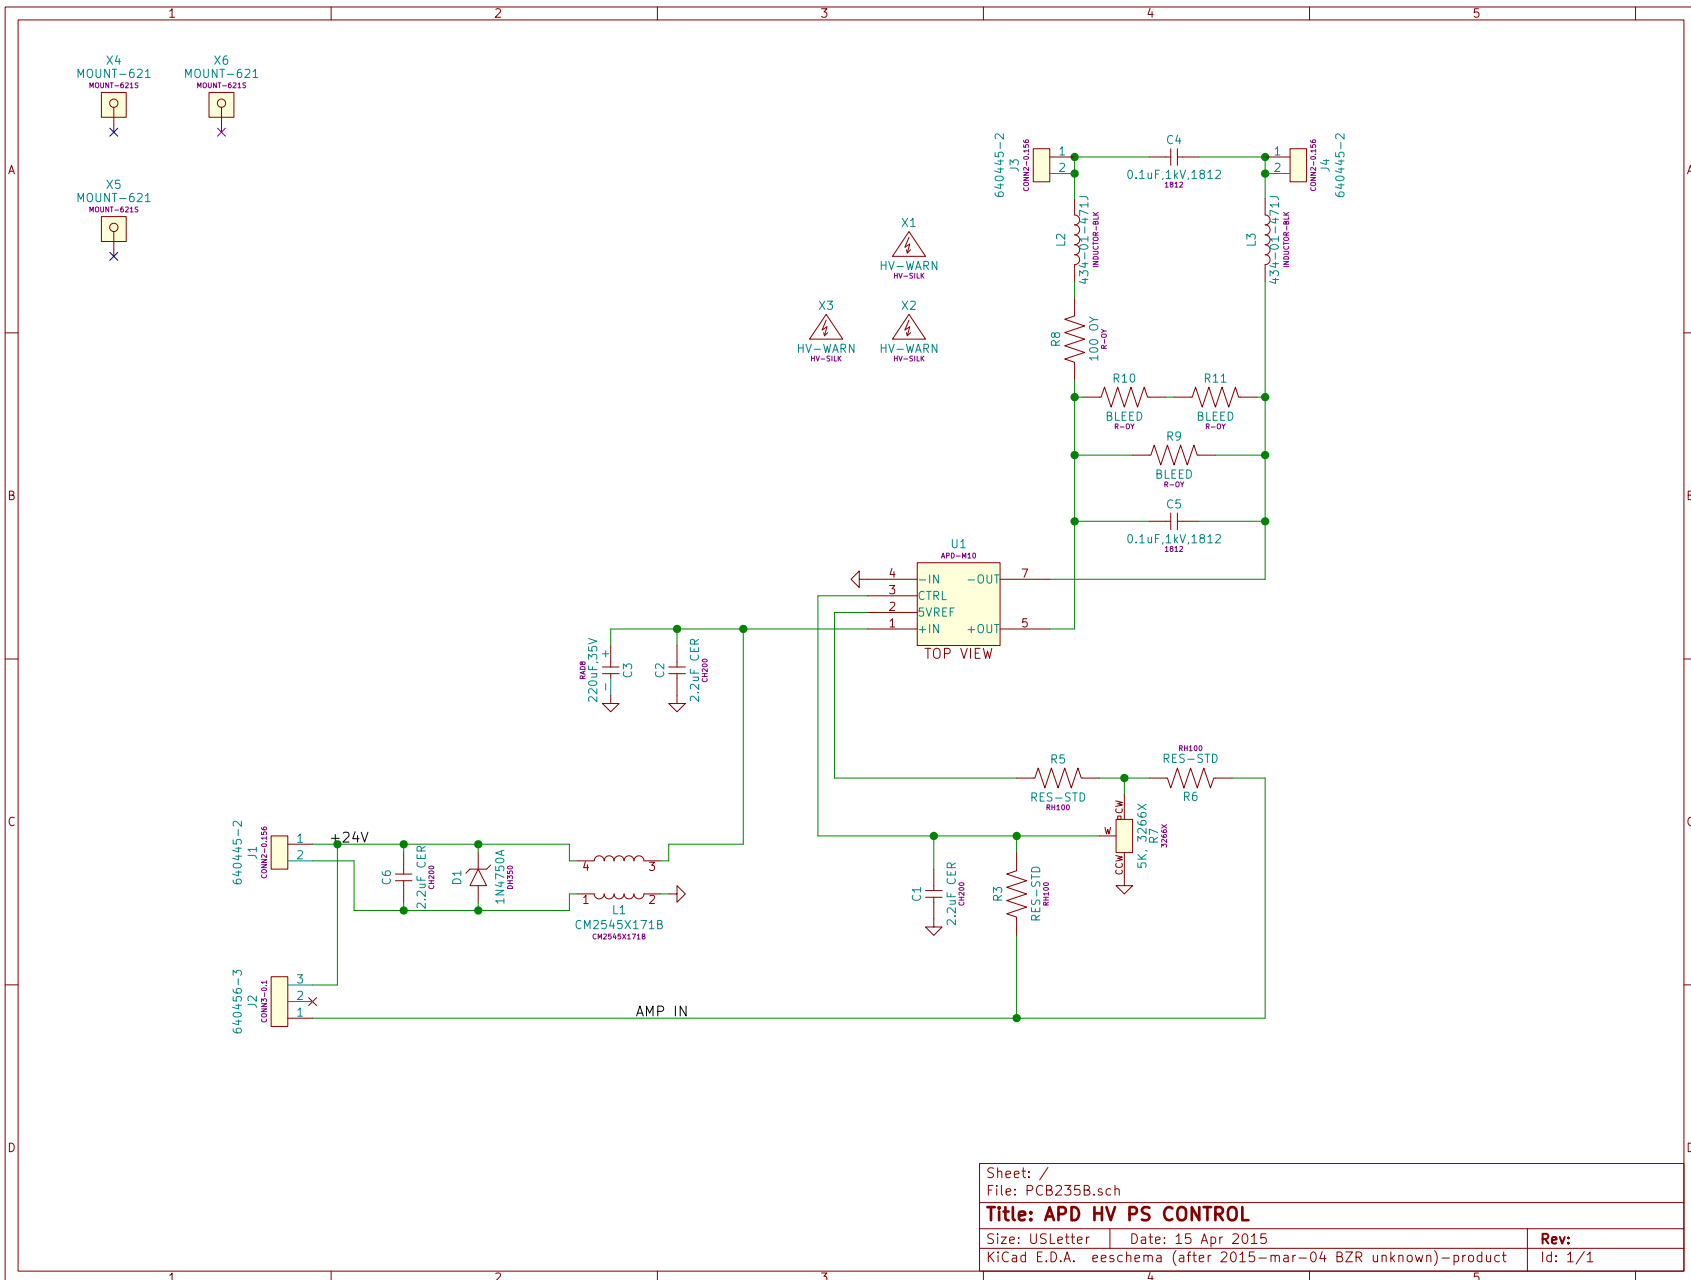 1 2 3 4 5
X4
MOUNT-621
MOUNT-621S
X6
MOUNT-621
MOUNT-621S
X5
MOUNT-621
MOUNT-621S
A
A
640445-2
J3
CONN2-0.156
1
2
C4
0.1uF,1kV,1812
1812
1
2
CONN2-0.156
J4
640445-2
X1
HV-WARN
HV-SILK
X3
HV-WARN
HV-SILK
X2
HV-WARN
HV-SILK
L2
434-01-471J
INDUCTOR-BLK
L3
434-01-471J
INDUCTOR-BLK
R8
100 OY
R-OY
R10
BLEED
R-OY
R11
BLEED
R-OY
R9
BLEED
R-OY
B
C5
0.1uF,1kV,1812
1812
U1
APD-M10
4 -IN -OUT 7
3 CTRL
2 5VREF
1 +IN +OUT 5
TOP VIEW
RAD8
220uF,35V
+
-
C3
C2
2.2uF CER
CH200
R5
RES-STD
RH100
RH100
RES-STD
R6
C
PCW
W
CCW
5K, 3266X
R7
3266X
640445-2
J1
CONN2-0.156
1
2
+24V
C6
2.2uF CER
CH200
D1
1N4750A
DH350
4 3
1 2
L1
CM2545X171B
CM2545X171B
C1
2.2uF CER
CH200
R3
RES-STD
RH100
640456-3
J2
CONN3-0.1
3
2
1
AMP IN
D
Sheet: /
File: PCB235B.sch
Title: APD HV PS CONTROL
Size: USLetter Date: 15 Apr 2015 Rev:
KiCad E.D.A. eeschema (after 2015-mar-04 BZR unknown)-product Id: 1/1
1 2 3 4 5